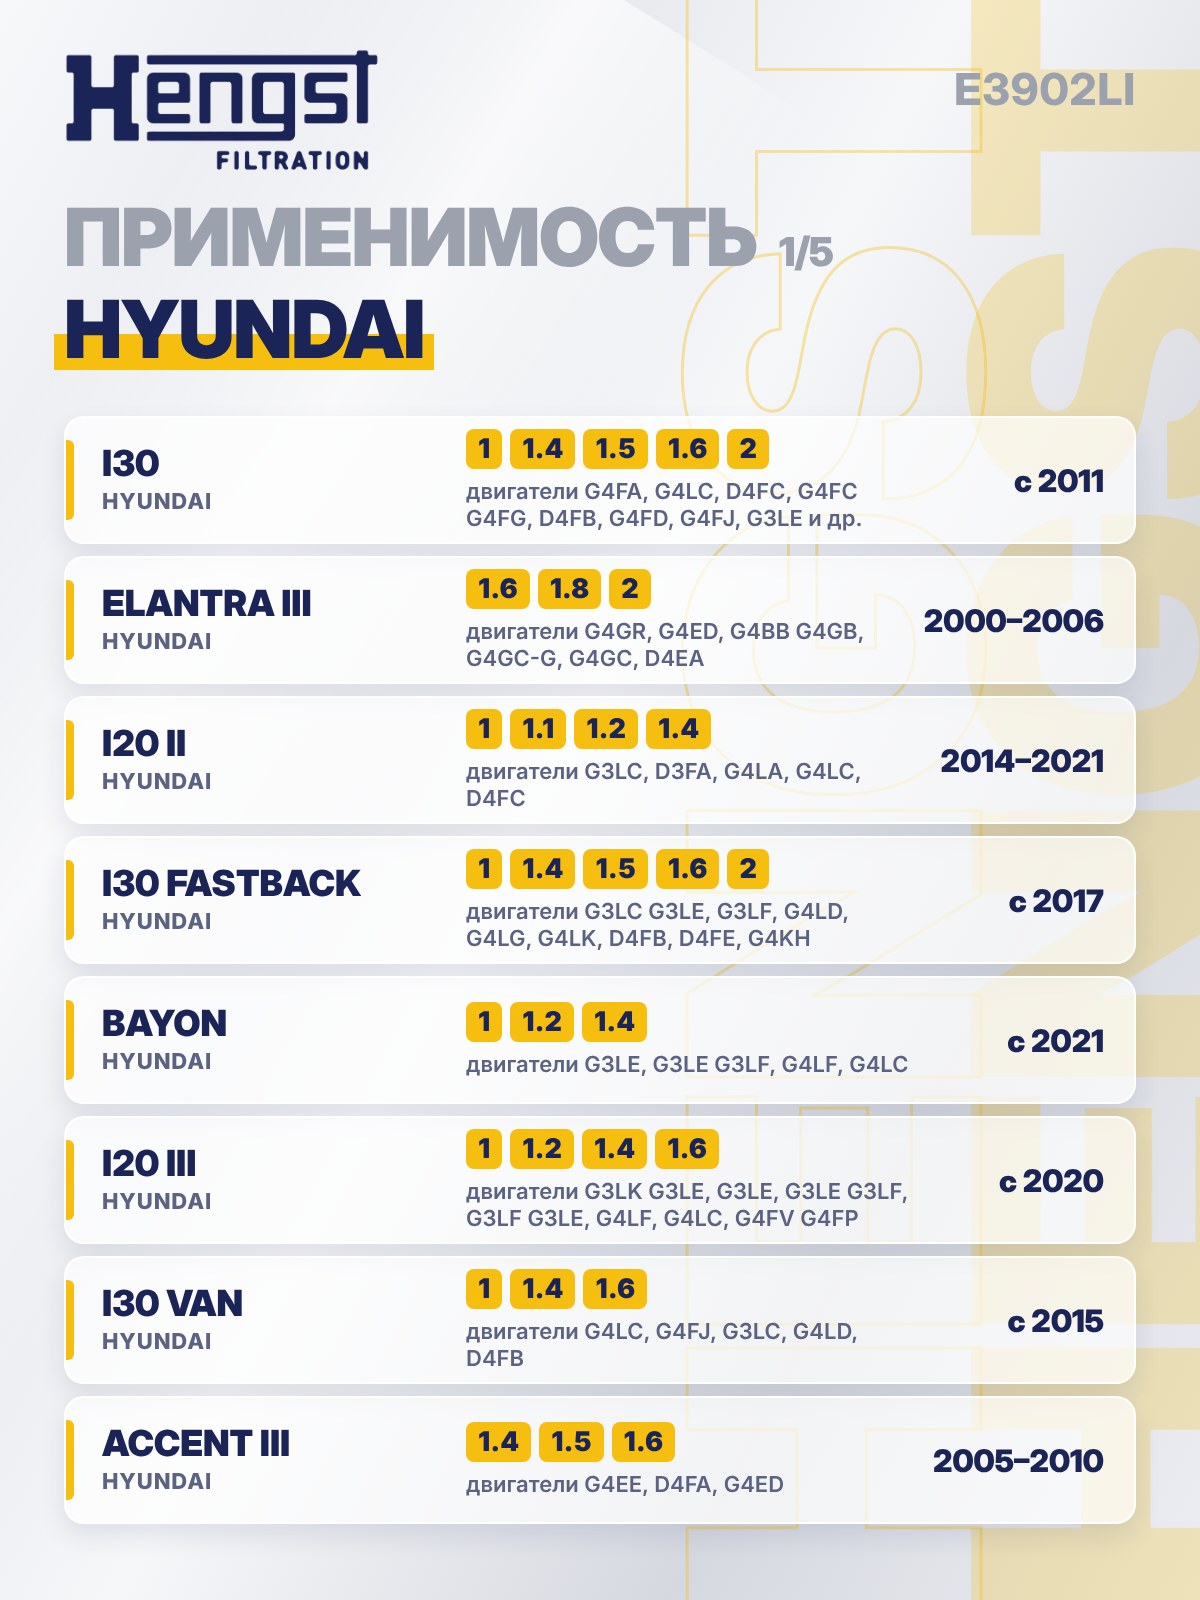 Hengst
FILTRATION
E3902LI
ПРИМЕНИМОСТЬ 1/5
HYUNDAI
I30
HYUNDAI
1 1.4 1.5 1.6 2
двигатели G4FA, G4LC, D4FC, G4FC
G4FG, D4FB, G4FD, G4FJ, G3LE и др.
с 2011
ELANTRA III
HYUNDAI
1.6 1.8 2
двигатели G4GR, G4ED, G4BB G4GB,
G4GC-G, G4GC, D4EA
2000–2006
I20 II
HYUNDAI
1 1.1 1.2 1.4
двигатели G3LC, D3FA, G4LA, G4LC,
D4FC
2014–2021
I30 FASTBACK
HYUNDAI
1 1.4 1.5 1.6 2
двигатели G3LC G3LE, G3LF, G4LD,
G4LG, G4LK, D4FB, D4FE, G4KH
с 2017
BAYON
HYUNDAI
1 1.2 1.4
двигатели G3LE, G3LE G3LF, G4LF, G4LC
с 2021
I20 III
HYUNDAI
1 1.2 1.4 1.6
двигатели G3LK G3LE, G3LE, G3LE G3LF,
G3LF G3LE, G4LF, G4LC, G4FV G4FP
с 2020
I30 VAN
HYUNDAI
1 1.4 1.6
двигатели G4LC, G4FJ, G3LC, G4LD,
D4FB
с 2015
ACCENT III
HYUNDAI
1.4 1.5 1.6
двигатели G4EE, D4FA, G4ED
2005–2010
HENGST
HENGST